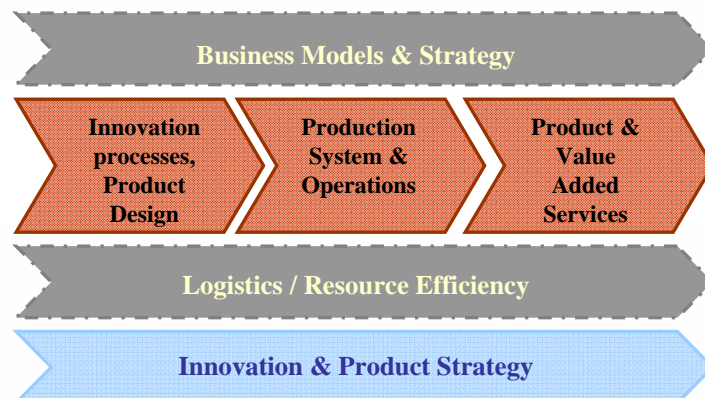 Business Models & Strategy
Innovation
processes,
Product
Design
Production
System &
Operations
Product &
Value
Added
Services
Logistics / Resource Efficiency
Innovation & Product Strategy